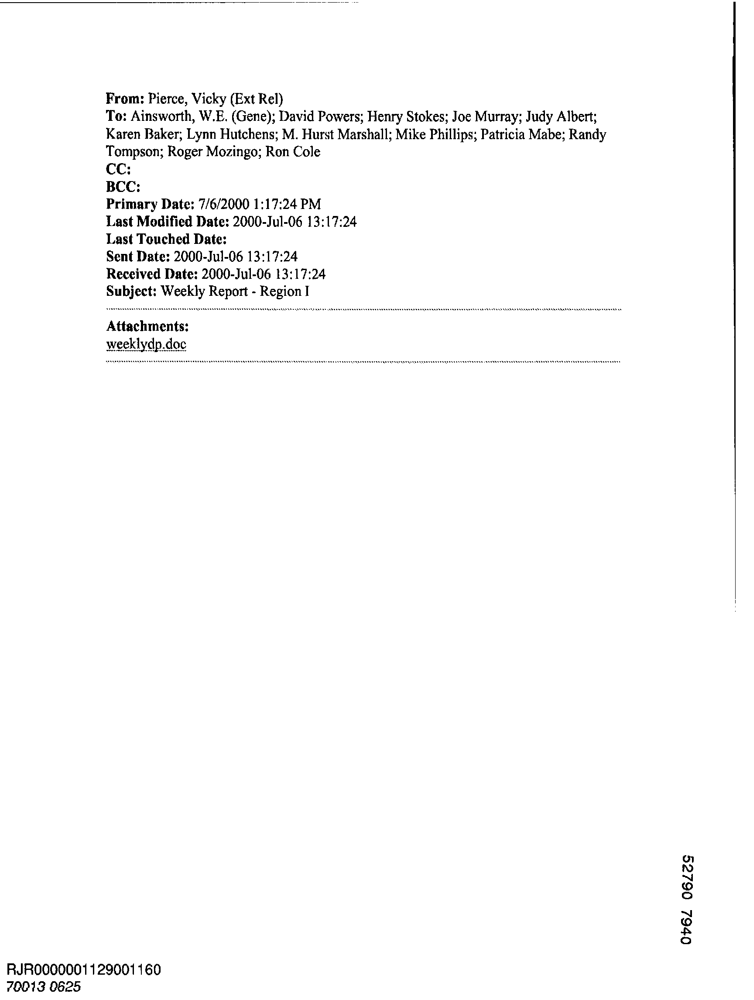 From: Pierce, Vicky (Ext Rel)
To: Ainsworth, W.E. (Gene); David Powers; Henry Stokes; Joe Murray; Judy Albert;
Karen Baker; Lynn Hutchens; M. Hurst Marshall; Mike Phillips; Patricia Mabe; Randy
Tompson; Roger Mozingo; Ron Cole
CC:
BCC:
Primary Date: 7/6/2000 1:17:24 PM
Last Modified Date: 2000-Jul-06 13:17:24
Last Touched Date:
Sent Date: 2000-Jul-06 13:17:24
Received Date: 2000-Jul-06 13:17:24
Subject: Weekly Report - Region I
Attachments:
weeklydp.doc
52790 7940
RJR0000001129001160
70013 0625